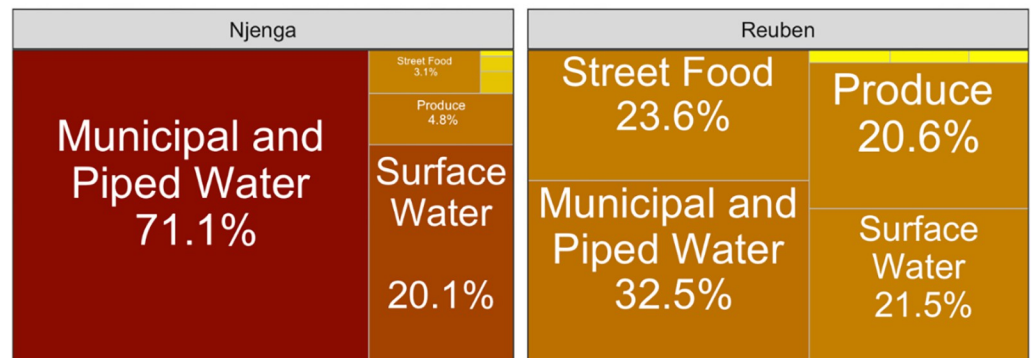 Njenga
Municipal and
Piped Water
71.1%
Street Food
3.1%
Produce
4.8%
Surface
Water
20.1%
Reuben
Street Food
23.6%
Municipal and
Piped Water
32.5%
Produce
20.6%
Surface
Water
21.5%